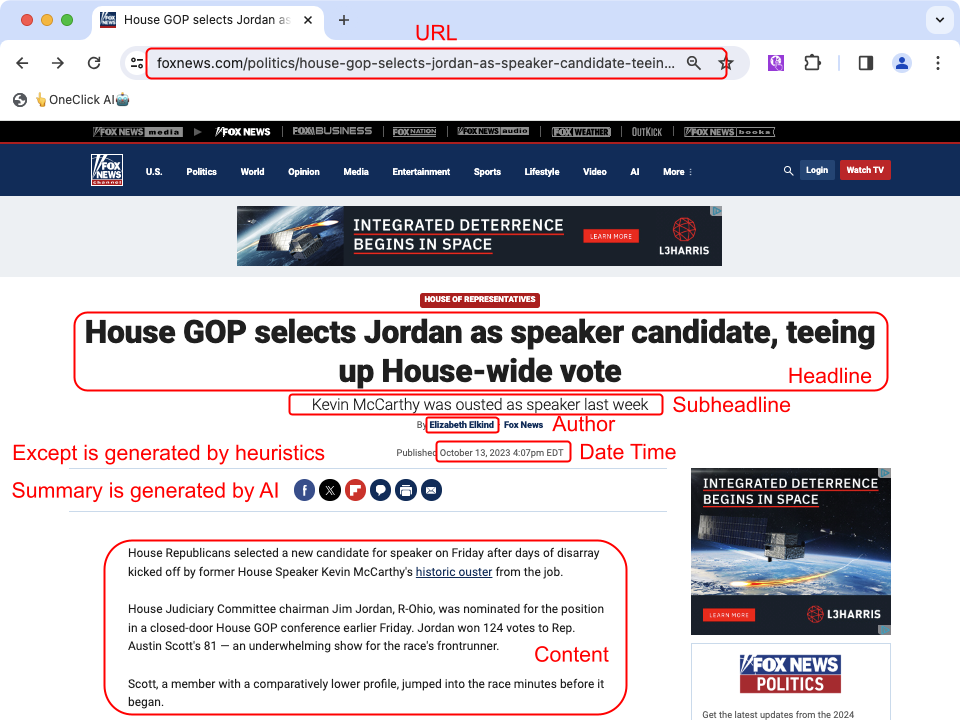 House GOP selects Jordan as
URL
foxnews.com/politics/house-gop-selects-jordan-as-speaker-candidate-teein...
👆OneClick AI🤖
FOX NEWS media ▶ FOX NEWS FOX BUSINESS FOX NATION FOX NEWS audio FOX WEATHER OUTKICK FOX NEWS books
FOX NEWS channel
U.S. Politics World Opinion Media Entertainment Sports Lifestyle Video AI More Login Watch TV
INTEGRATED DETERRENCE
BEGINS IN SPACE
LEARN MORE
L3HARRIS
HOUSE OF REPRESENTATIVES
House GOP selects Jordan as speaker candidate, teeing
up House-wide vote
Headline
Kevin McCarthy was ousted as speaker last week
Subheadline
By Elizabeth Elkind Fox News
Author
Except is generated by heuristics
Published October 13, 2023 4:07pm EDT
Date Time
Summary is generated by AI
House Republicans selected a new candidate for speaker on Friday after days of disarray
kicked off by former House Speaker Kevin McCarthy's historic ouster from the job.
House Judiciary Committee chairman Jim Jordan, R-Ohio, was nominated for the position
in a closed-door House GOP conference earlier Friday. Jordan won 124 votes to Rep.
Austin Scott's 81 — an underwhelming show for the race's frontrunner.
Content
Scott, a member with a comparatively lower profile, jumped into the race minutes before it
began.
INTEGRATED DETERRENCE
BEGINS IN SPACE
LEARN MORE
L3HARRIS
FOX NEWS
POLITICS
Get the latest updates from the 2024